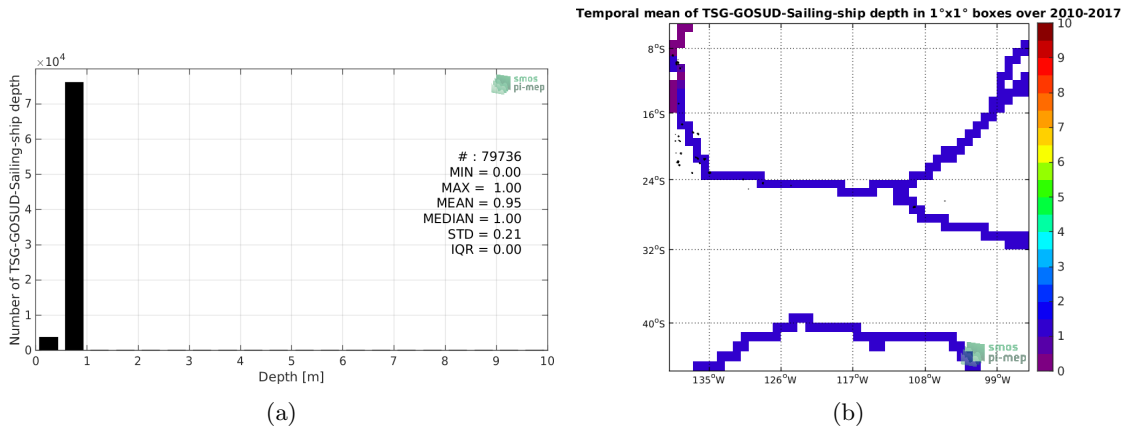 Number of TSG-GOSUD-Sailing-ship depth
×10⁴
7
6
5
4
3
2
1
0
smos
pi-mep
# : 79736
MIN = 0.00
MAX = 1.00
MEAN = 0.95
MEDIAN = 1.00
STD = 0.21
IQR = 0.00
0 1 2 3 4 5 6 7 8 9 10
Depth [m]
(a)
Temporal mean of TSG-GOSUD-Sailing-ship depth in 1°x1° boxes over 2010-2017
8°S
16°S
24°S
32°S
40°S
135°W 126°W 117°W 108°W 99°W
smos
pi-mep
10
9
8
7
6
5
4
3
2
1
0
(b)